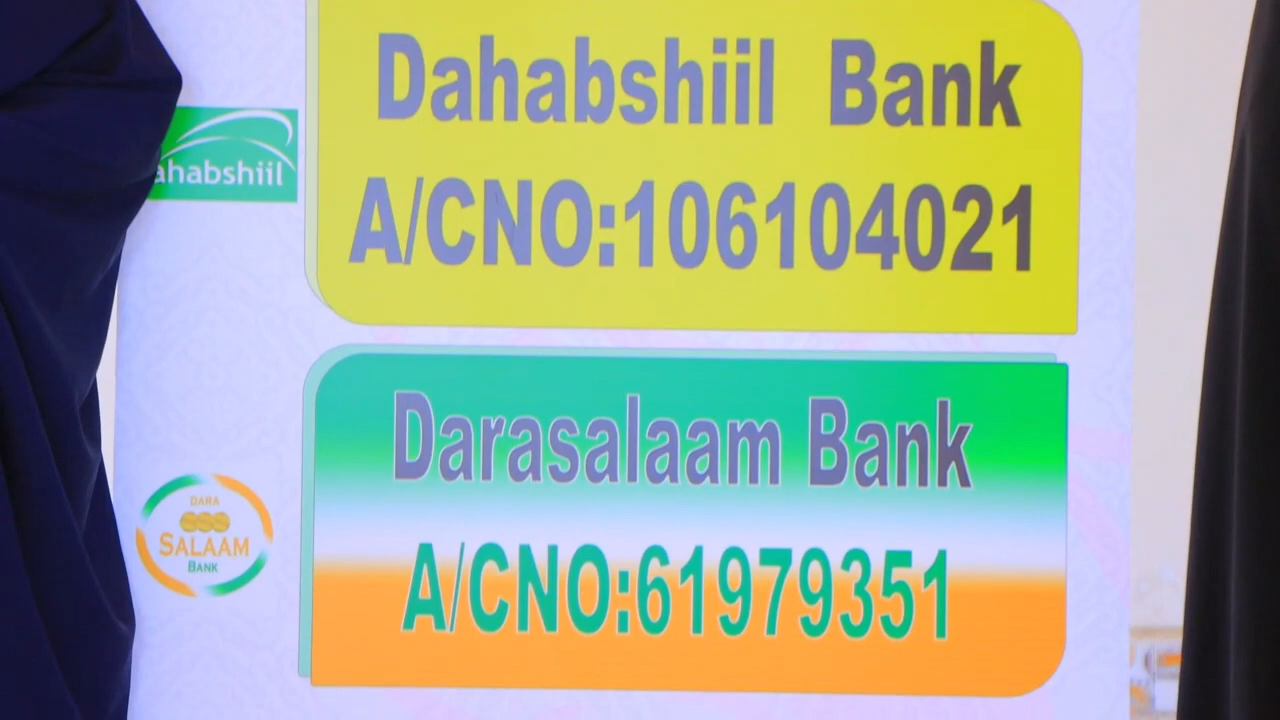 Dahabshiil Bank
ahabshiil
A/CNO:106104021
Darasalaam Bank
DARA
SALAAM
BANK
A/CNO:61979351